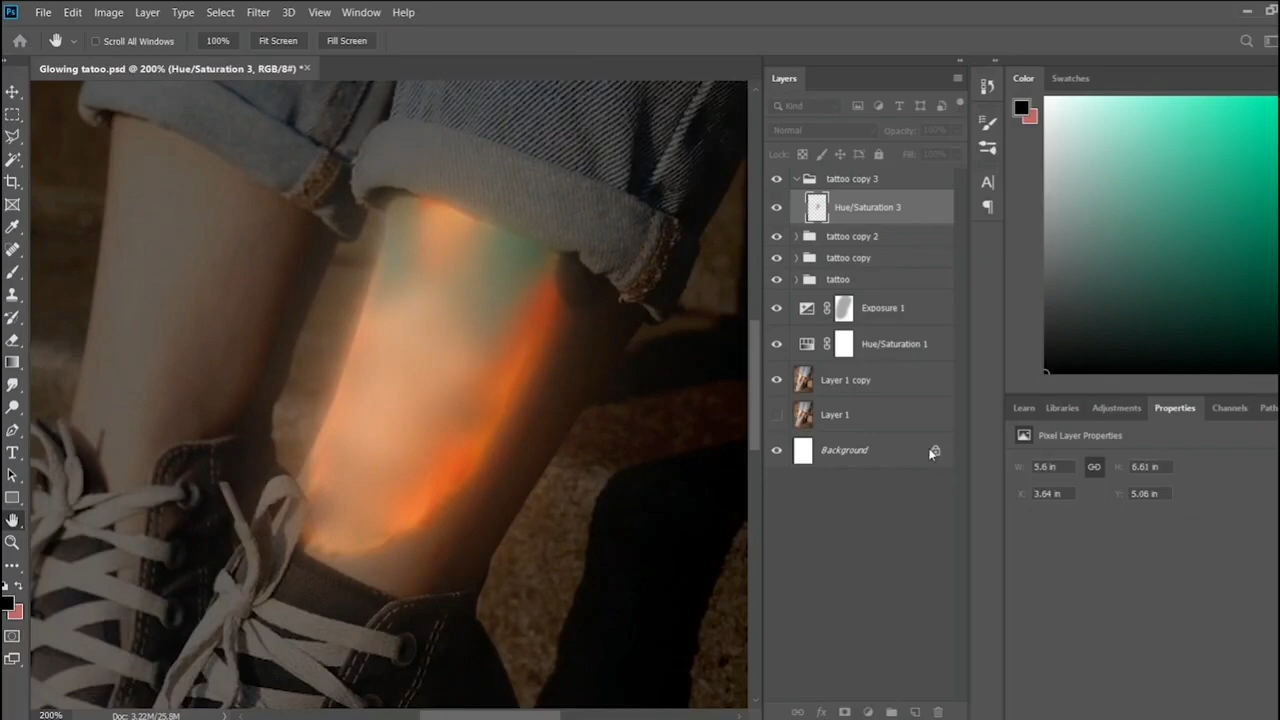 Ps File Edit Image Layer Type Select Filter 3D View Window Help
Scroll All Windows 100% Fit Screen Fill Screen
Glowing tatoo.psd @ 200% (Hue/Saturation 3, RGB/8#) *
Layers
Kind
Normal Opacity: 100%
Lock: Fill: 100%
tattoo copy 3
Hue/Saturation 3
tattoo copy 2
tattoo copy
tattoo
Exposure 1
Hue/Saturation 1
Layer 1 copy
Layer 1
Background
fx
Color Swatches
Learn Libraries Adjustments Properties Channels Path
Pixel Layer Properties
W: 5.6 in H: 6.61 in
X: 3.64 in Y: 5.06 in
200% Doc: 3.22M/25.8M